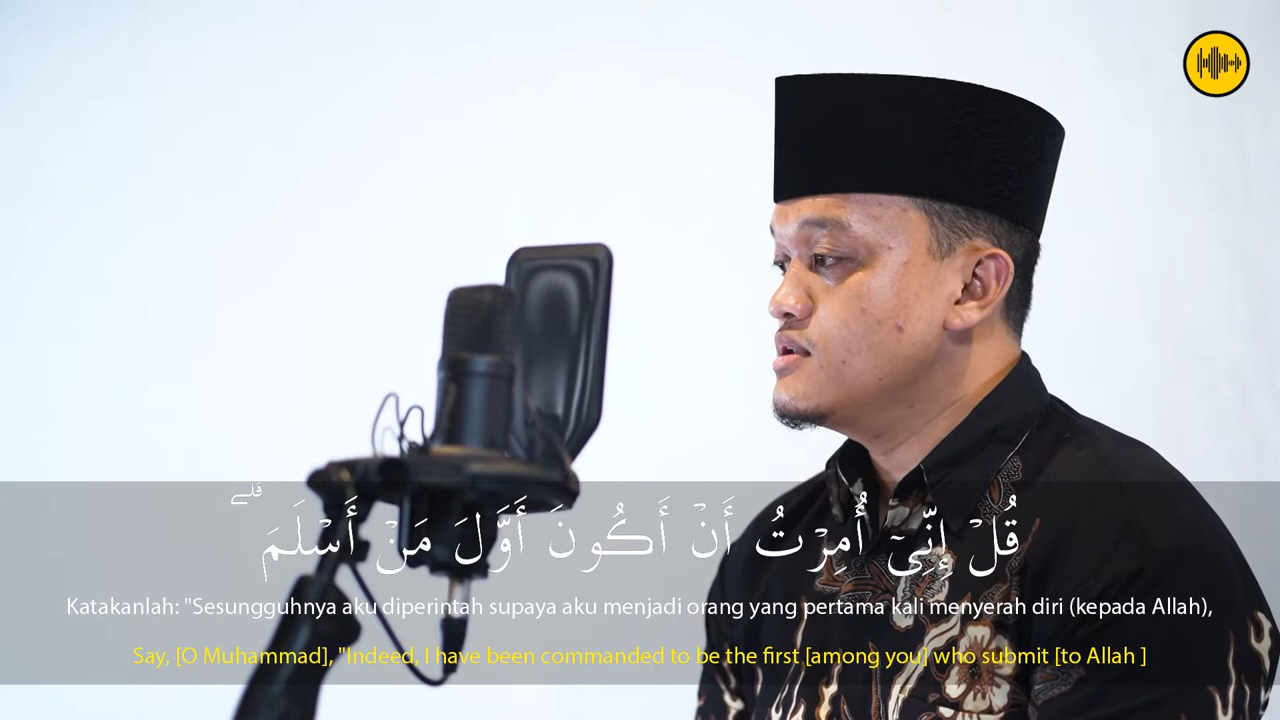 قُلْ إِنِّىٓ أُمِرْتُ أَنْ أَكُونَ أَوَّلَ مَنْ أَسْلَمَ ۖ
Katakanlah: "Sesungguhnya aku diperintah supaya aku menjadi orang yang pertama kali menyerah diri (kepada Allah),
Say, [O Muhammad], "Indeed, I have been commanded to be the first [among you] who submit [to Allah ]